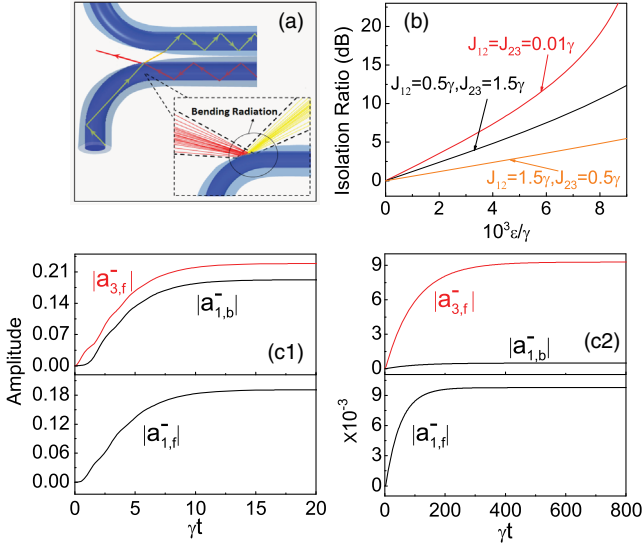 (a)
Bending Radiation
(b)
Isolation Ratio (dB)
25
20
15
10
5
0
J₁₂=J₂₃=0.01γ
J₁₂=0.5γ,J₂₃=1.5γ
J₁₂=1.5γ,J₂₃=0.5γ
0 2 4 6 8
10³ε/γ
Amplitude
0.21
0.14
0.07
0.00
|a⁻₃,f|
|a⁻₁,b|
(c1)
0.18
0.12
0.06
0.00
|a⁻₁,f|
0 5 10 15 20
γt
×10⁻³
9
6
3
0
|a⁻₃,f|
|a⁻₁,b|
(c2)
9
6
3
0
|a⁻₁,f|
0 200 400 600 800
γt